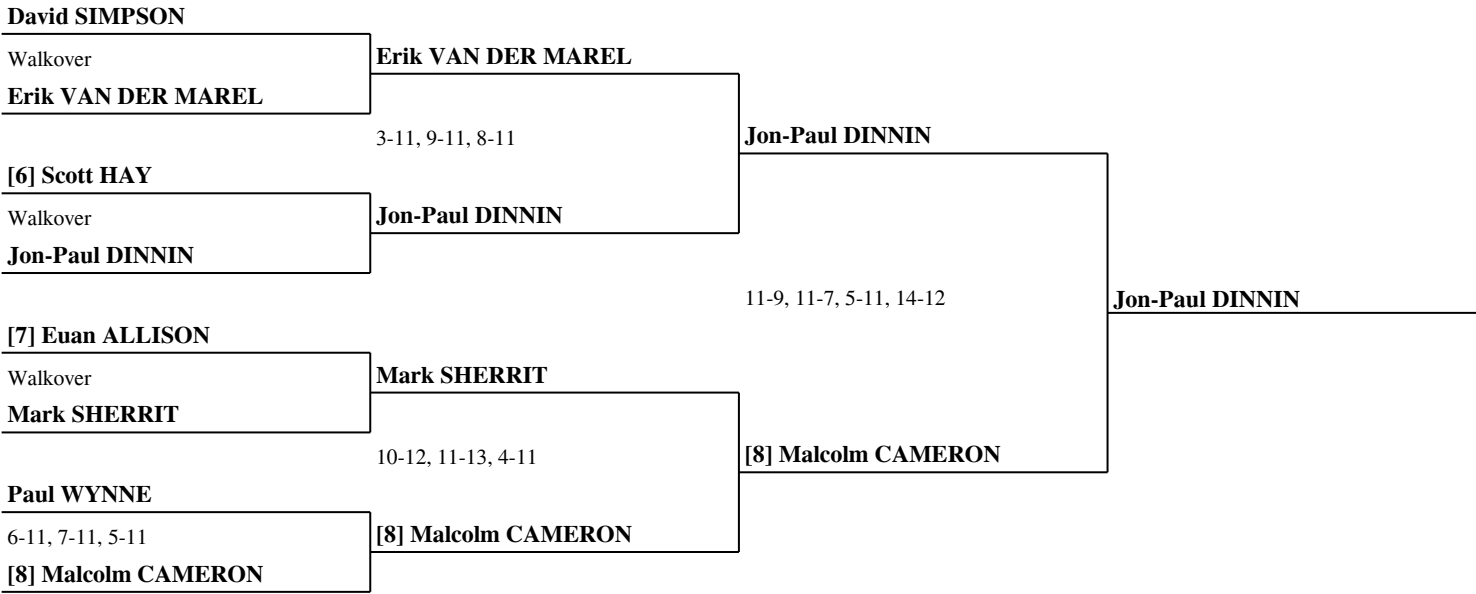 David SIMPSON
Walkover
Erik VAN DER MAREL
Erik VAN DER MAREL
3-11, 9-11, 8-11
Jon-Paul DINNIN
[6] Scott HAY
Walkover
Jon-Paul DINNIN
Jon-Paul DINNIN
11-9, 11-7, 5-11, 14-12
Jon-Paul DINNIN
[7] Euan ALLISON
Walkover
Mark SHERRIT
Mark SHERRIT
10-12, 11-13, 4-11
[8] Malcolm CAMERON
Paul WYNNE
6-11, 7-11, 5-11
[8] Malcolm CAMERON
[8] Malcolm CAMERON